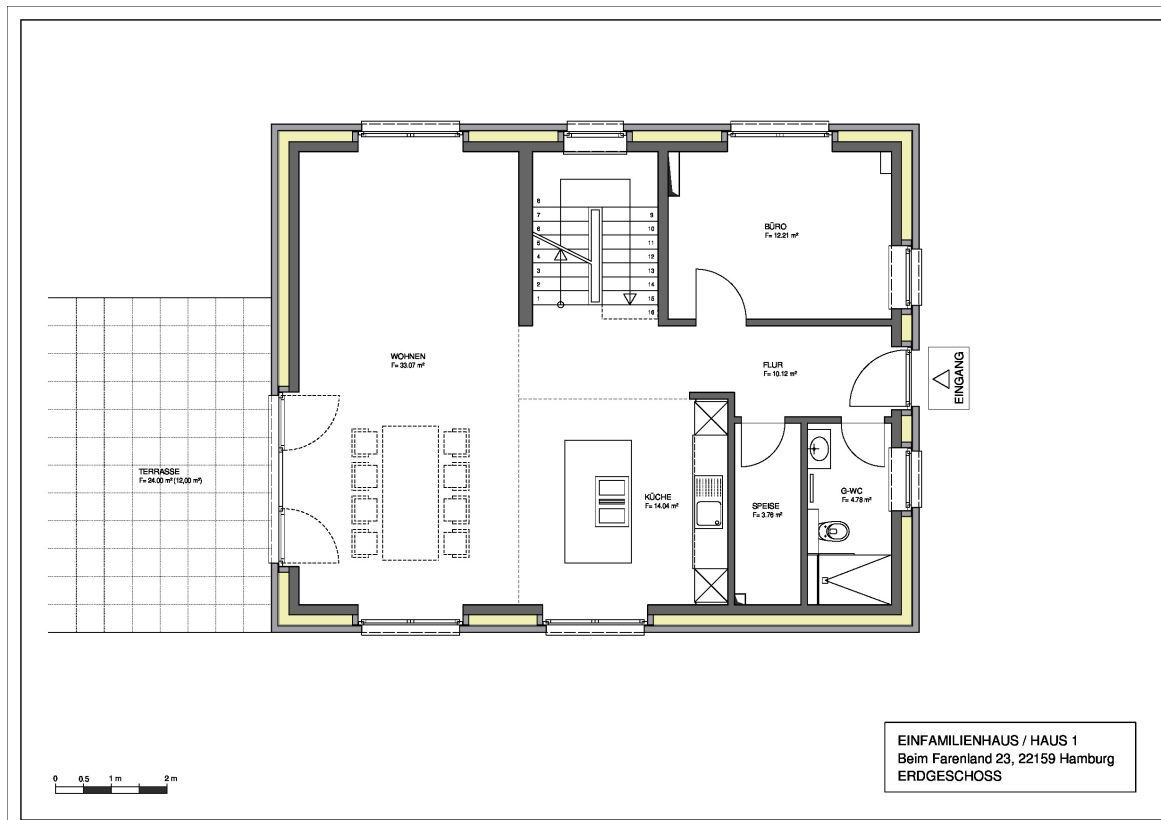 8
7
6
5
4
3
2
1
9
10
11
12
13
14
15
16
BÜRO
F= 12.21 m²
WOHNEN
F= 33.07 m²
FLUR
F= 10.12 m²
EINGANG
TERRASSE
F= 24.00 m² (12,00 m²)
KÜCHE
F= 14.04 m²
SPEISE
F= 3.76 m²
G-WC
F= 4.78 m²
EINFAMILIENHAUS / HAUS 1
Beim Farenland 23, 22159 Hamburg
ERDGESCHOSS
0 0.5 1 m 2 m